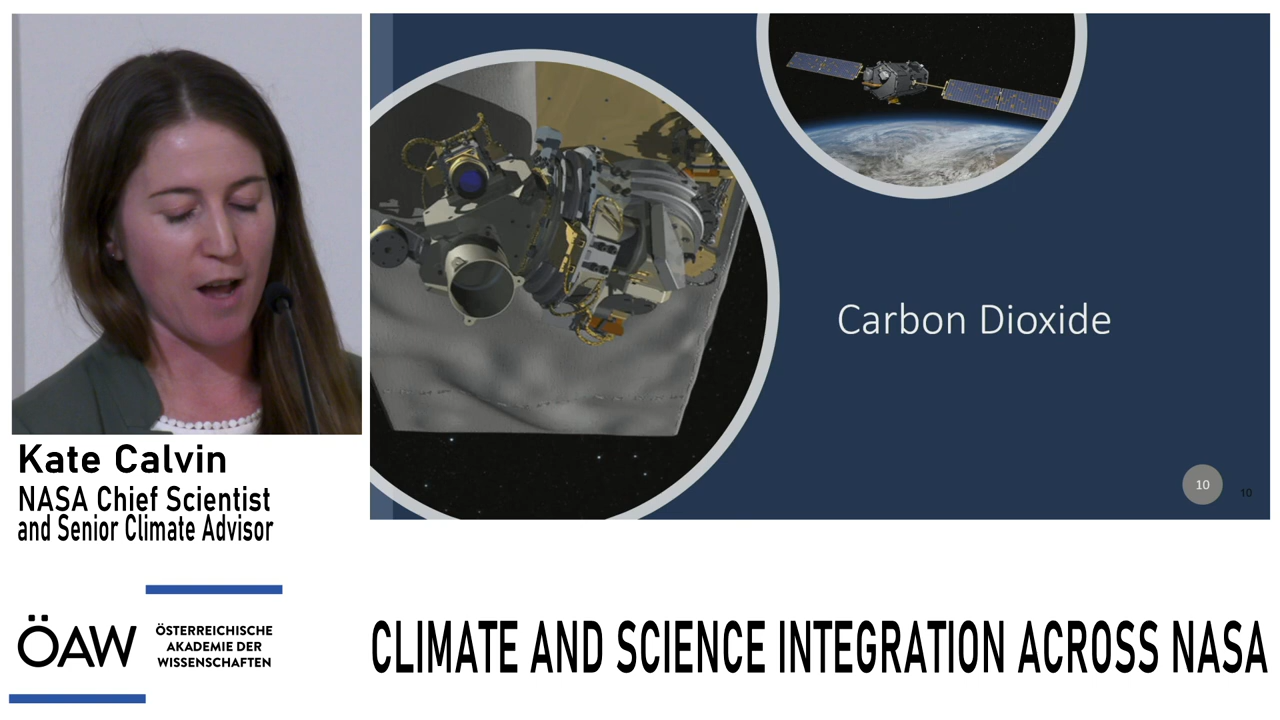 Carbon Dioxide
10
10
Kate Calvin
NASA Chief Scientist
and Senior Climate Advisor
ÖAW
ÖSTERREICHISCHE
AKADEMIE DER
WISSENSCHAFTEN
CLIMATE AND SCIENCE INTEGRATION ACROSS NASA